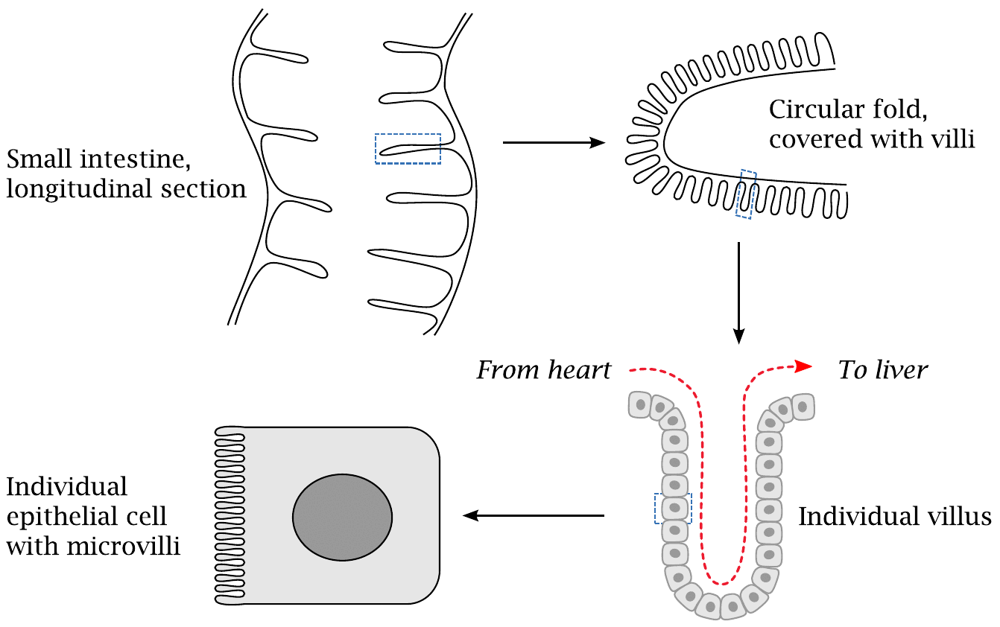 Small intestine,
longitudinal section
Circular fold,
covered with villi
From heart
To liver
Individual villus
Individual
epithelial cell
with microvilli